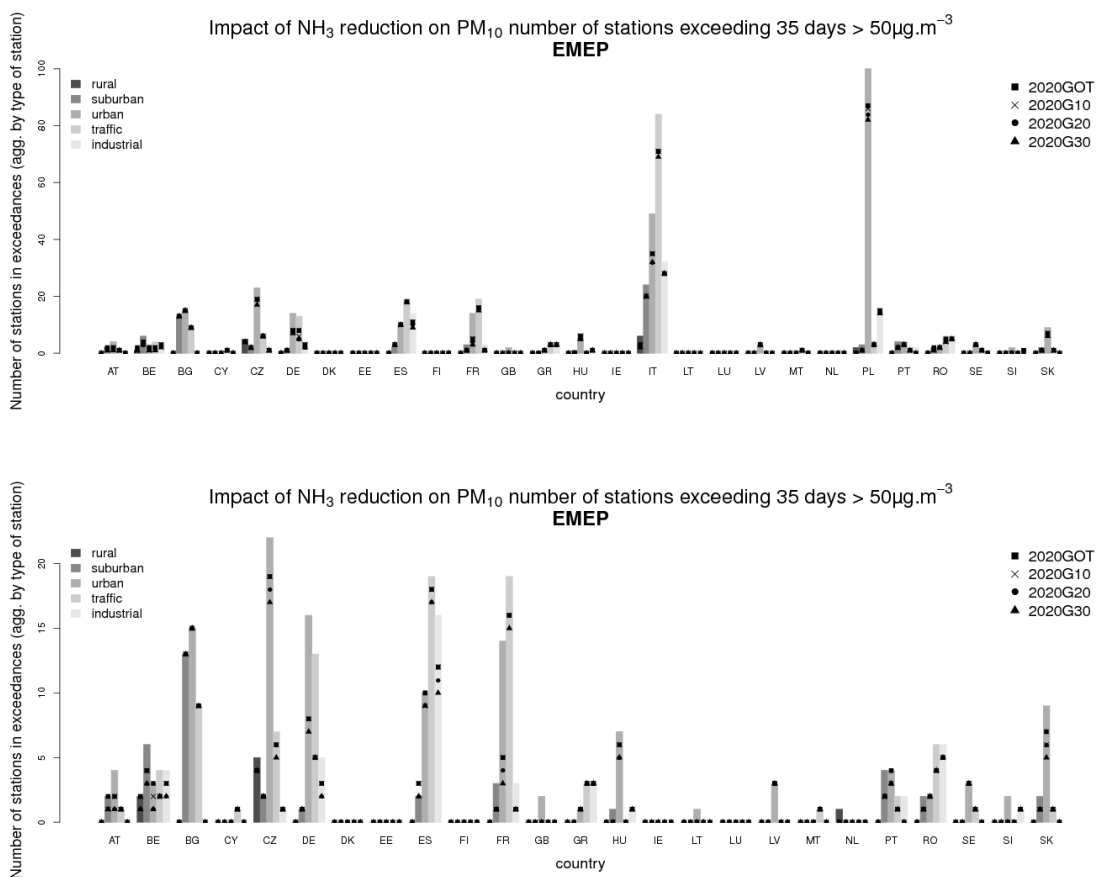 Impact of NH₃ reduction on PM₁₀ number of stations exceeding 35 days > 50µg.m⁻³
EMEP
Number of stations in exceedances (agg. by type of station)
100
80
60
40
20
0
rural
suburban
urban
traffic
industrial
2020GOT
2020G10
2020G20
2020G30
AT BE BG CY CZ DE DK EE ES FI FR GB GR HU IE IT LT LU LV MT NL PL PT RO SE SI SK
country
Impact of NH₃ reduction on PM₁₀ number of stations exceeding 35 days > 50µg.m⁻³
EMEP
Number of stations in exceedances (agg. by type of station)
20
15
10
5
0
rural
suburban
urban
traffic
industrial
2020GOT
2020G10
2020G20
2020G30
AT BE BG CY CZ DE DK EE ES FI FR GB GR HU IE LT LU LV MT NL PT RO SE SI SK
country